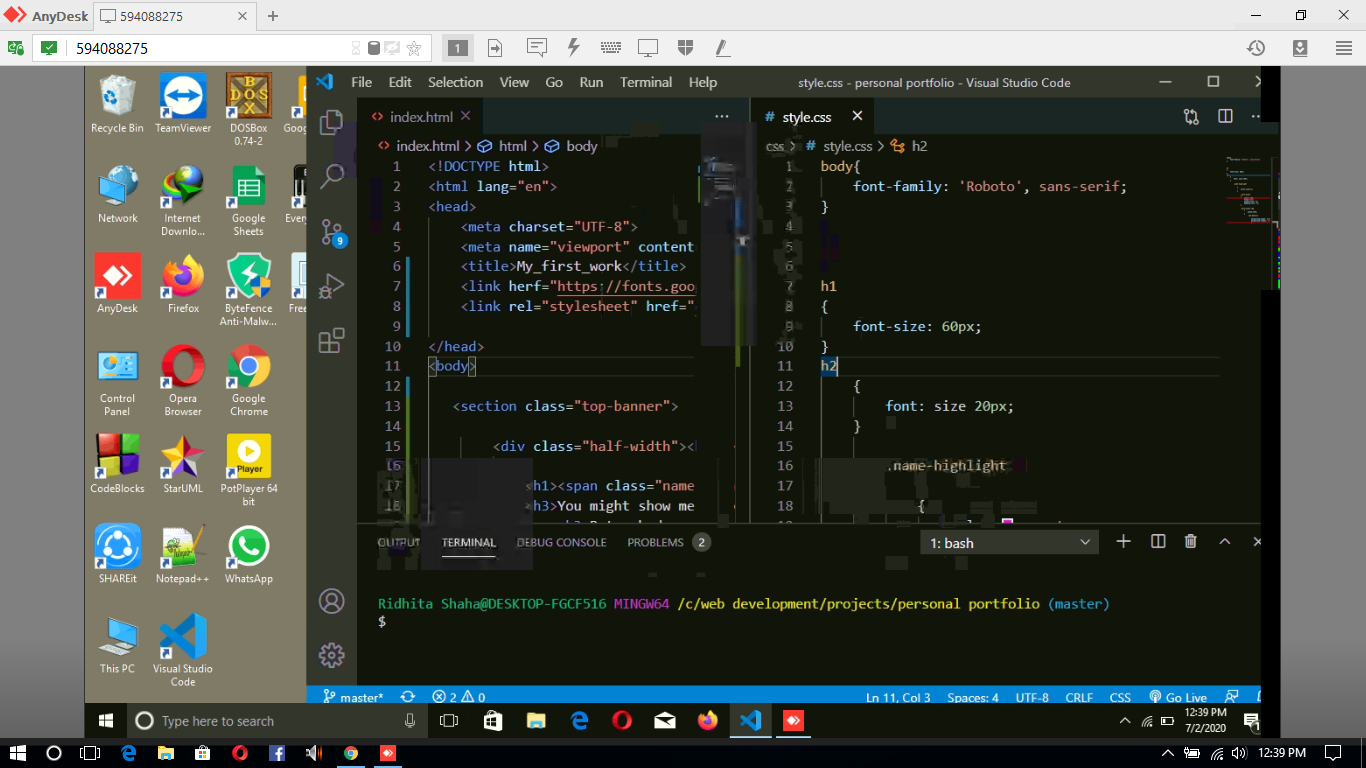 AnyDesk 594088275
594088275
1
Recycle Bin TeamViewer DOSBox 0.74-2
Network Internet Downlo... Google Sheets
AnyDesk Firefox ByteFence Anti-Malw...
Control Panel Opera Browser Google Chrome
CodeBlocks StarUML PotPlayer 64 bit
SHAREit Notepad++ WhatsApp
This PC Visual Studio Code
File Edit Selection View Go Run Terminal Help style.css - personal portfolio - Visual Studio Code
9
index.html
index.html > html > body
1 <!DOCTYPE html>
2 <html lang="en">
3 <head>
4 <meta charset="UTF-8">
5 <meta name="viewport" content
6 <title>My_first_work</title>
7 <link herf="https://fonts.goo
8 <link rel="stylesheet" href="
9
10 </head>
11 <body>
12
13 <section class="top-banner">
14
15 <div class="half-width"><
16
17 <h1><span class="name
18 <h3>You might show me
# style.css
css > # style.css > h2
1 body{
2 font-family: 'Roboto', sans-serif;
3 }
4
5
6
7 h1
8 {
9 font-size: 60px;
10 }
11 h2
12 {
13 font: size 20px;
14 }
15
16 .name-highlight
17
18 {
OUTPUT TERMINAL DEBUG CONSOLE PROBLEMS 2 1: bash
Ridhita Shaha@DESKTOP-FGCF516 MINGW64 /c/web development/projects/personal portfolio (master)
$
master* 2 0 Ln 11, Col 3 Spaces: 4 UTF-8 CRLF CSS Go Live
Type here to search 12:39 PM
7/2/2020
12:39 PM